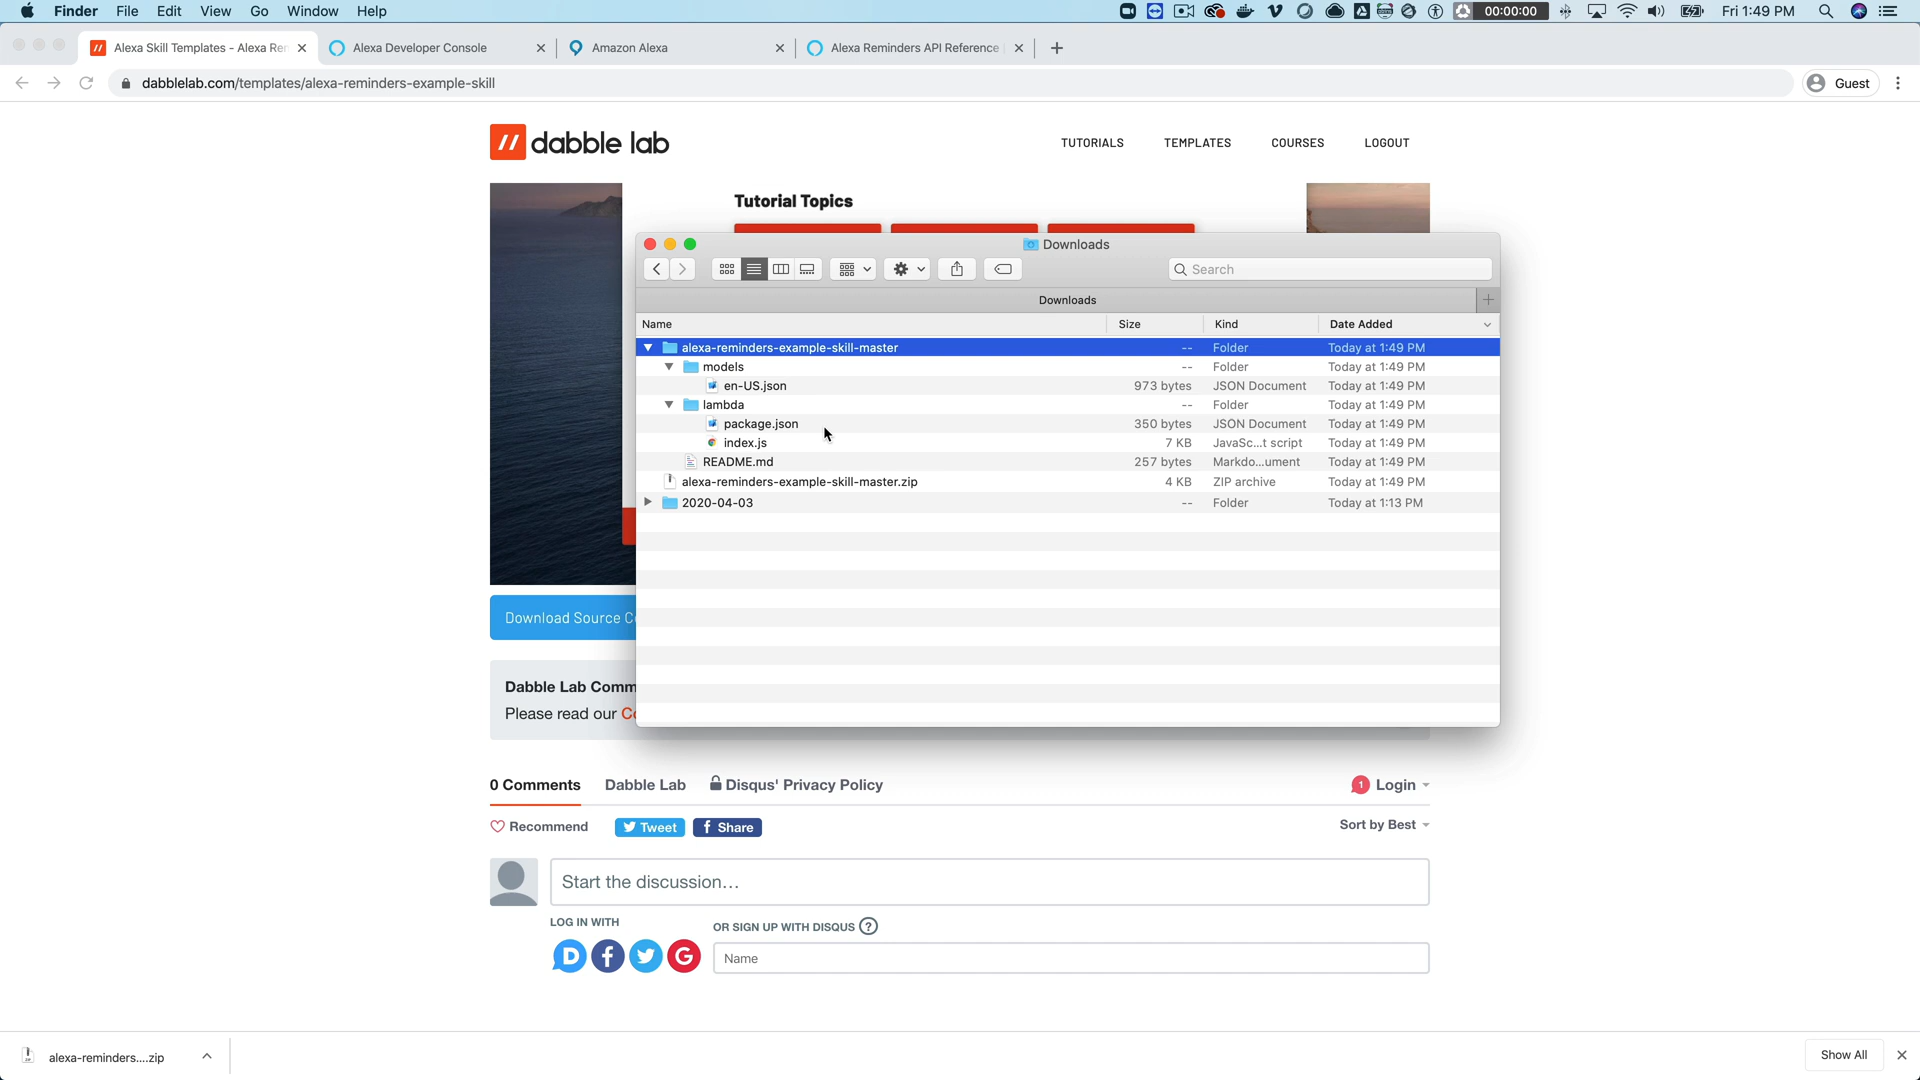 Finder File Edit View Go Window Help 00:00:00 Fri 1:49 PM
Alexa Skill Templates - Alexa Re Alexa Developer Console Amazon Alexa Alexa Reminders API Reference
dabblelab.com/templates/alexa-reminders-example-skill Guest
// dabble lab TUTORIALS TEMPLATES COURSES LOGOUT
Tutorial Topics
Downloads
Search
Downloads
Name Size Kind Date Added
alexa-reminders-example-skill-master -- Folder Today at 1:49 PM
models -- Folder Today at 1:49 PM
en-US.json 973 bytes JSON Document Today at 1:49 PM
lambda -- Folder Today at 1:49 PM
package.json 350 bytes JSON Document Today at 1:49 PM
index.js 7 KB JavaSc...t script Today at 1:49 PM
README.md 257 bytes Markdo...ument Today at 1:49 PM
alexa-reminders-example-skill-master.zip 4 KB ZIP archive Today at 1:49 PM
2020-04-03 -- Folder Today at 1:13 PM
Download Source C
Dabble Lab Comm
Please read our C
0 Comments Dabble Lab Disqus' Privacy Policy 1 Login
Recommend Tweet Share Sort by Best
Start the discussion...
LOG IN WITH OR SIGN UP WITH DISQUS ?
Name
alexa-reminders....zip Show All